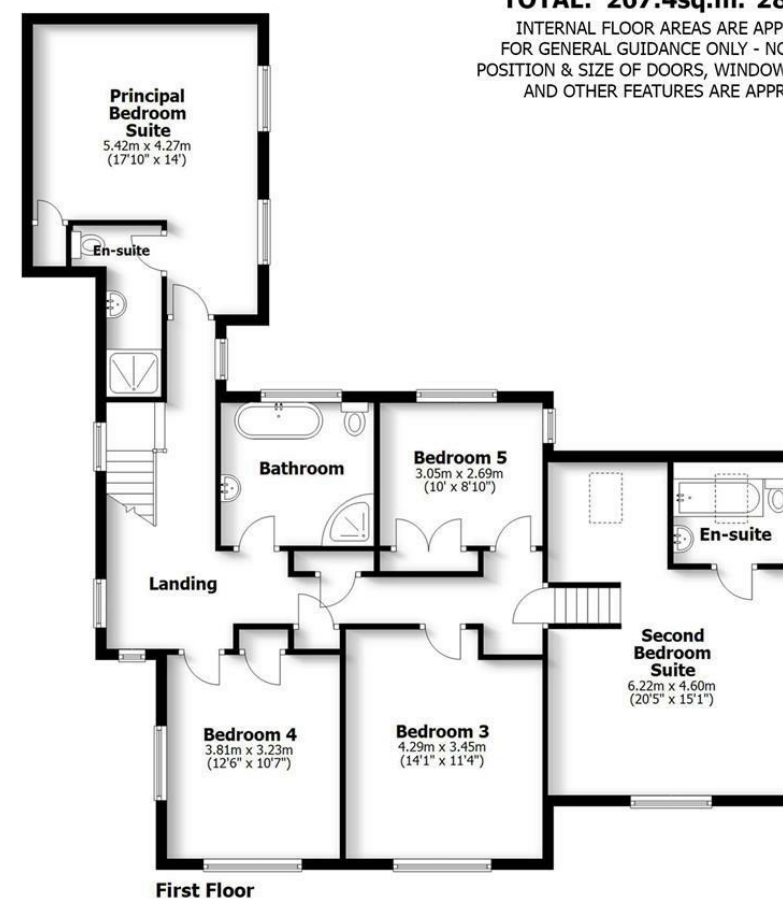 TOTAL: 267.4sq.m. 28
INTERNAL FLOOR AREAS ARE APP
FOR GENERAL GUIDANCE ONLY - NO
POSITION & SIZE OF DOORS, WINDOW
AND OTHER FEATURES ARE APPR
Principal
Bedroom
Suite
5.42m x 4.27m
(17'10" x 14')
En-suite
Bathroom
Bedroom 5
3.05m x 2.69m
(10' x 8'10")
En-suite
Landing
Second
Bedroom
Suite
6.22m x 4.60m
(20'5" x 15'1")
Bedroom 4
3.81m x 3.23m
(12'6" x 10'7")
Bedroom 3
4.29m x 3.45m
(14'1" x 11'4")
First Floor